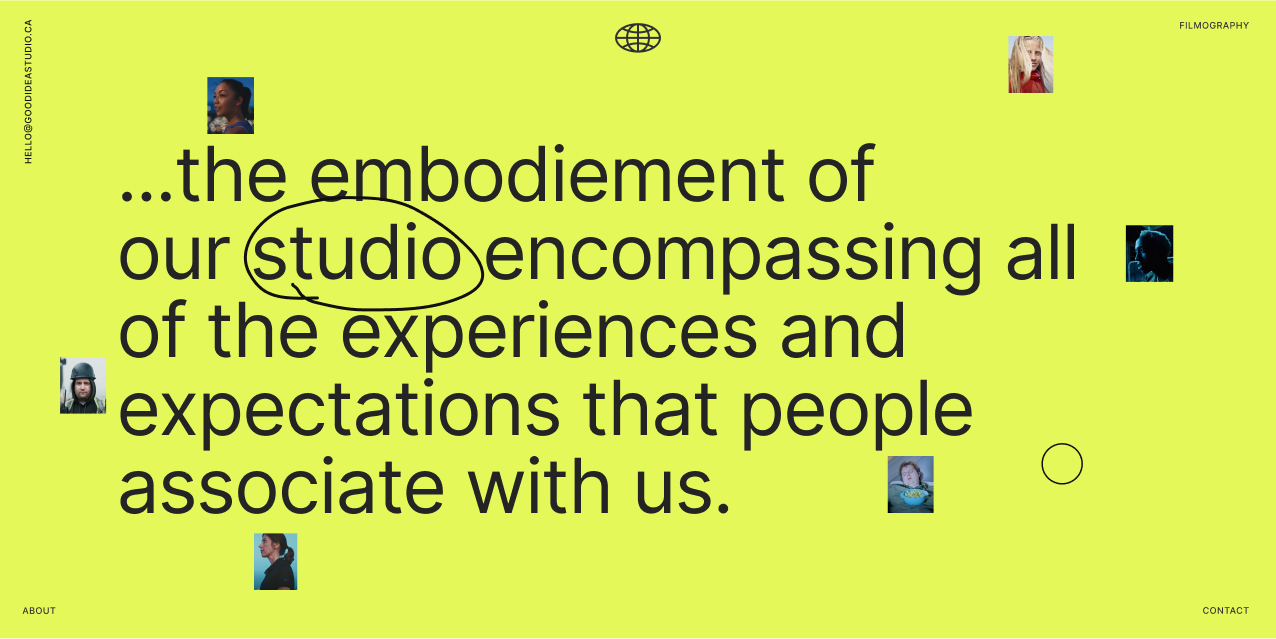 HELLO@GOODIDEASTUDIO.CA
FILMOGRAPHY
...the embodiement of
our studio encompassing all
of the experiences and
expectations that people
associate with us.
ABOUT
CONTACT